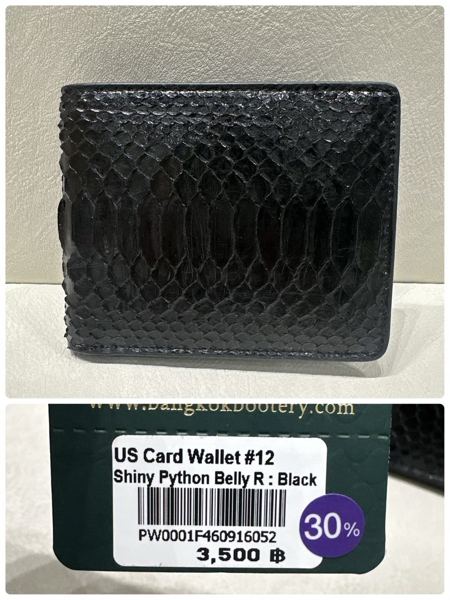 www.bangkokbootery.com
US Card Wallet #12
Shiny Python Belly R : Black
PW0001F460916052
3,500 ฿
30%